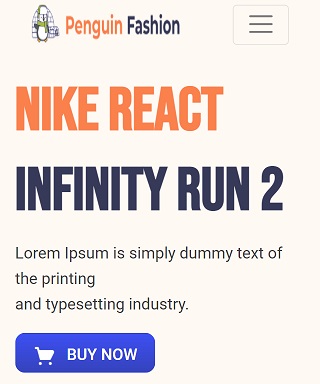 Penguin Fashion
NIKE REACT
INFINITY RUN 2
Lorem Ipsum is simply dummy text of
the printing
and typesetting industry.
BUY NOW